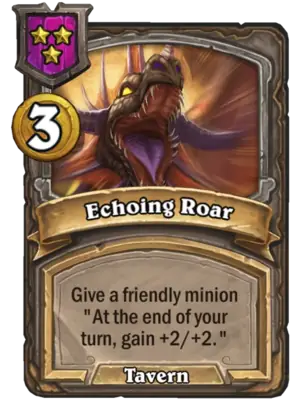 3
Echoing Roar
Give a friendly minion
"At the end of your
turn, gain +2/+2."
Tavern